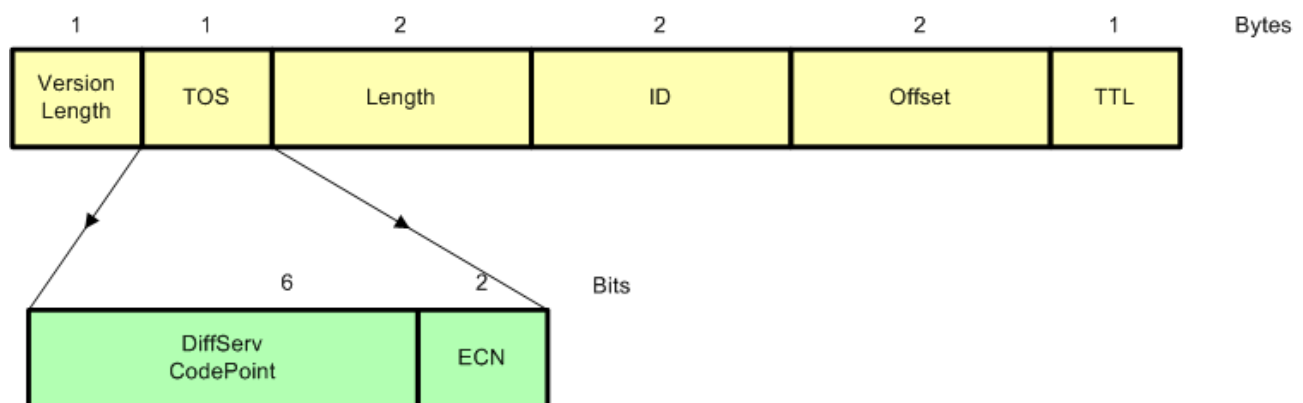 1 1 2 2 2 1 Bytes
Version
Length
TOS Length ID Offset TTL
6 2 Bits
DiffServ
CodePoint
ECN